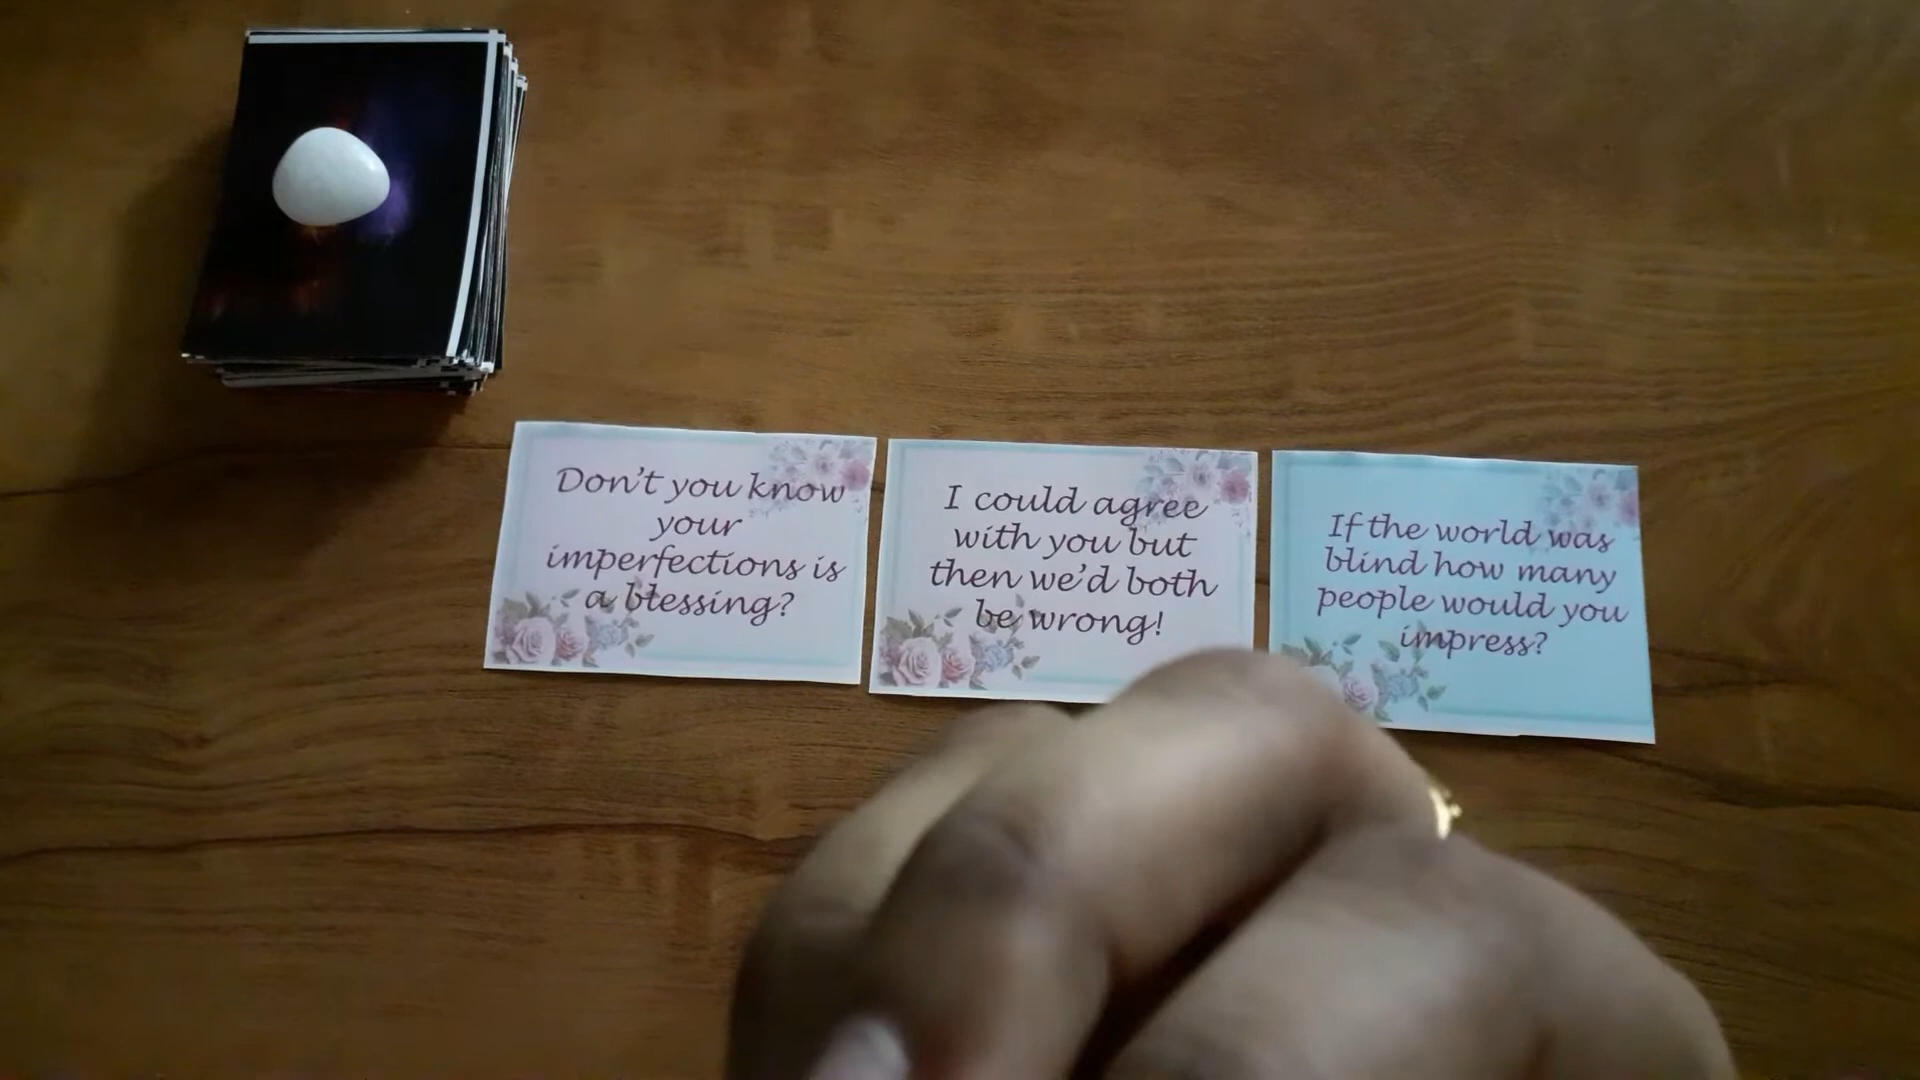 Don't you know
your
imperfections is
a blessing?
I could agree
with you but
then we'd both
be wrong!
If the world was
blind how many
people would you
impress?